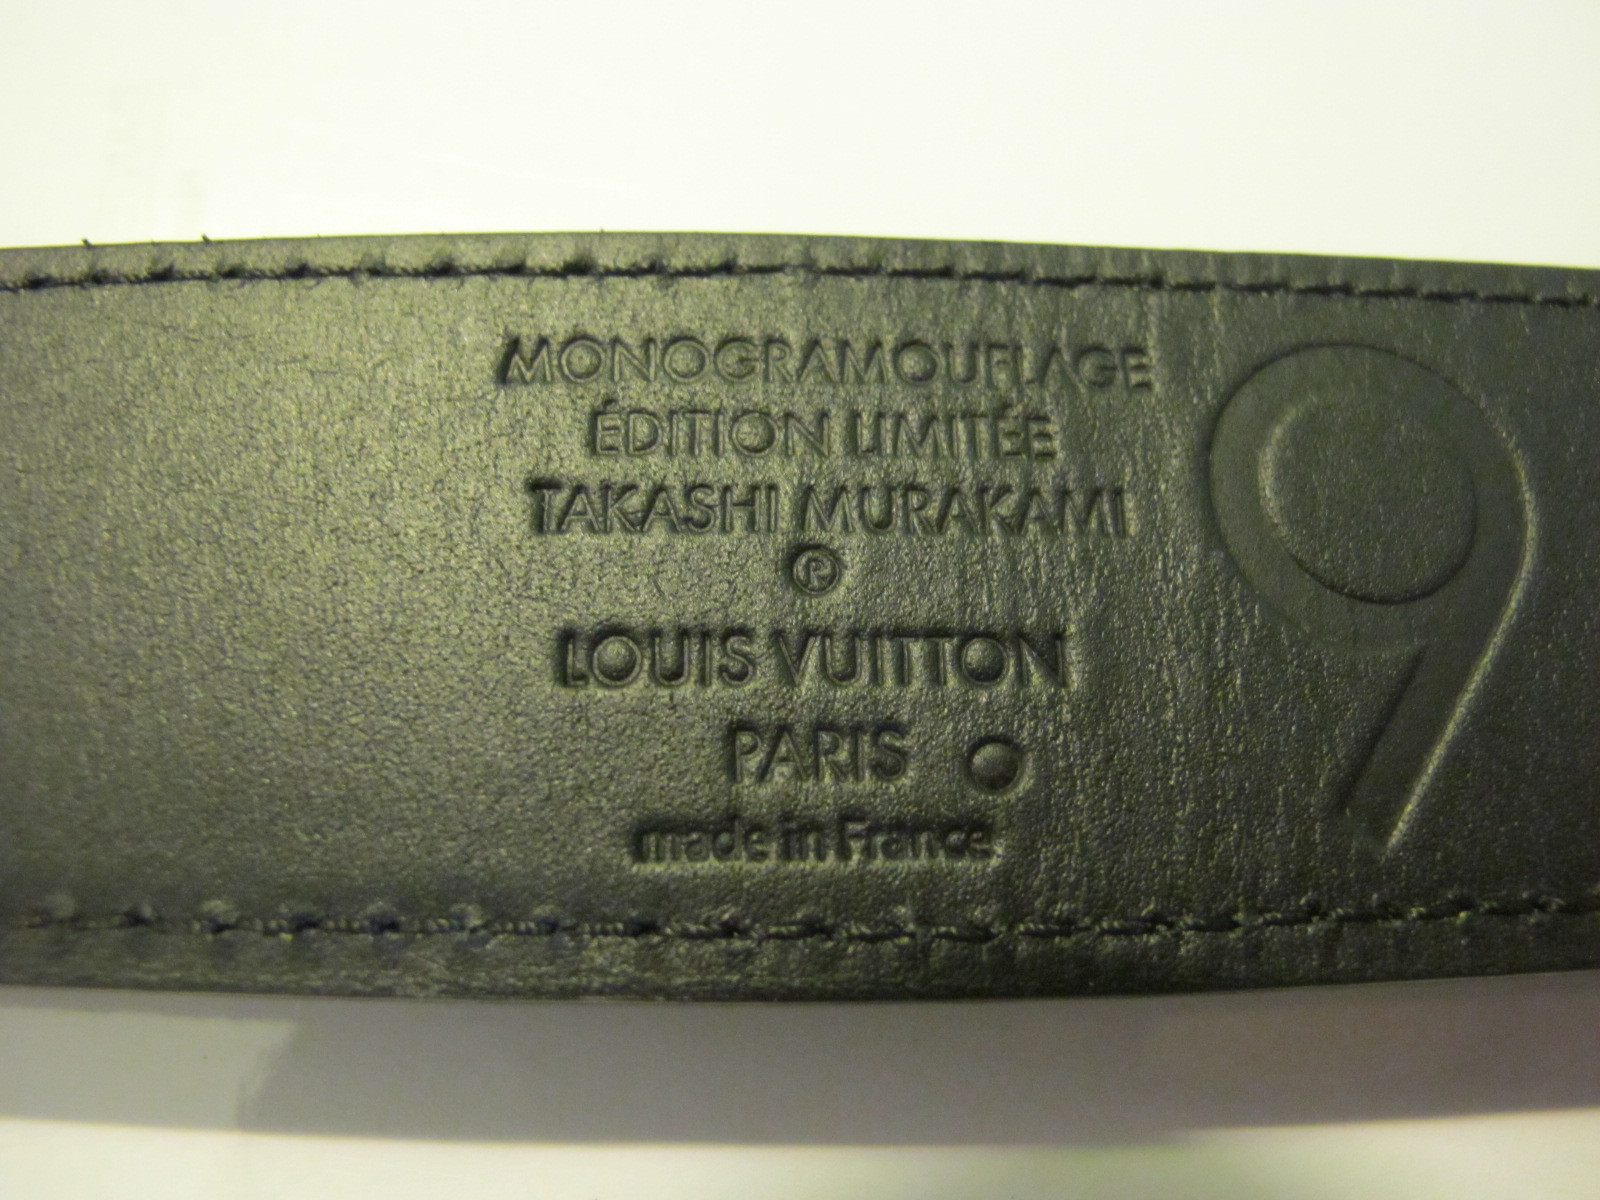 MONOGRAMOUFLAGE
ÉDITION LIMITÉE
TAKASHI MURAKAMI
®
LOUIS VUITTON
PARIS
made in France
9